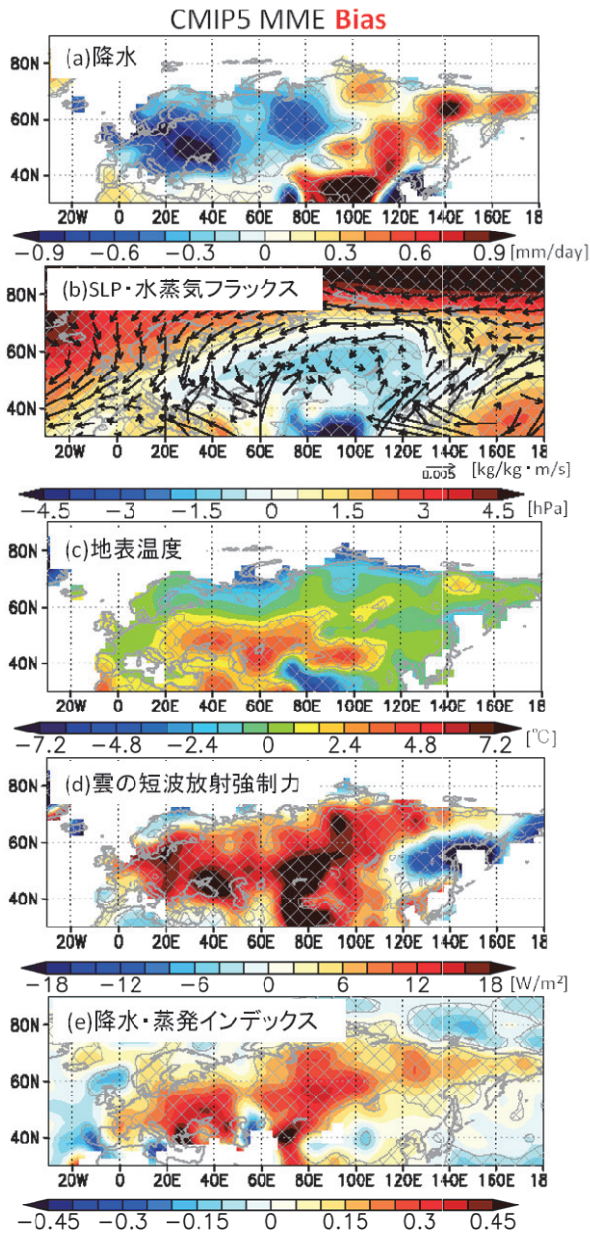 CMIP5 MME Bias
(a)降水
80N
60N
40N
20W 0 20E 40E 60E 80E 100E 120E 140E 160E 18
-0.9 -0.6 -0.3 0 0.3 0.6 0.9 [mm/day]
(b)SLP・水蒸気フラックス
80N
60N
40N
20W 0 20E 40E 60E 80E 100E 120E 140E 160E 18
0.005 [kg/kg・m/s]
-4.5 -3 -1.5 0 1.5 3 4.5 [hPa]
(c)地表温度
80N
60N
40N
20W 0 20E 40E 60E 80E 100E 120E 140E 160E 18
-7.2 -4.8 -2.4 0 2.4 4.8 7.2 [℃]
(d)雲の短波放射強制力
80N
60N
40N
20W 0 20E 40E 60E 80E 100E 120E 140E 160E 18
-18 -12 -6 0 6 12 18 [W/m²]
(e)降水・蒸発インデックス
80N
60N
40N
20W 0 20E 40E 60E 80E 100E 120E 140E 160E 18
-0.45 -0.3 -0.15 0 0.15 0.3 0.45